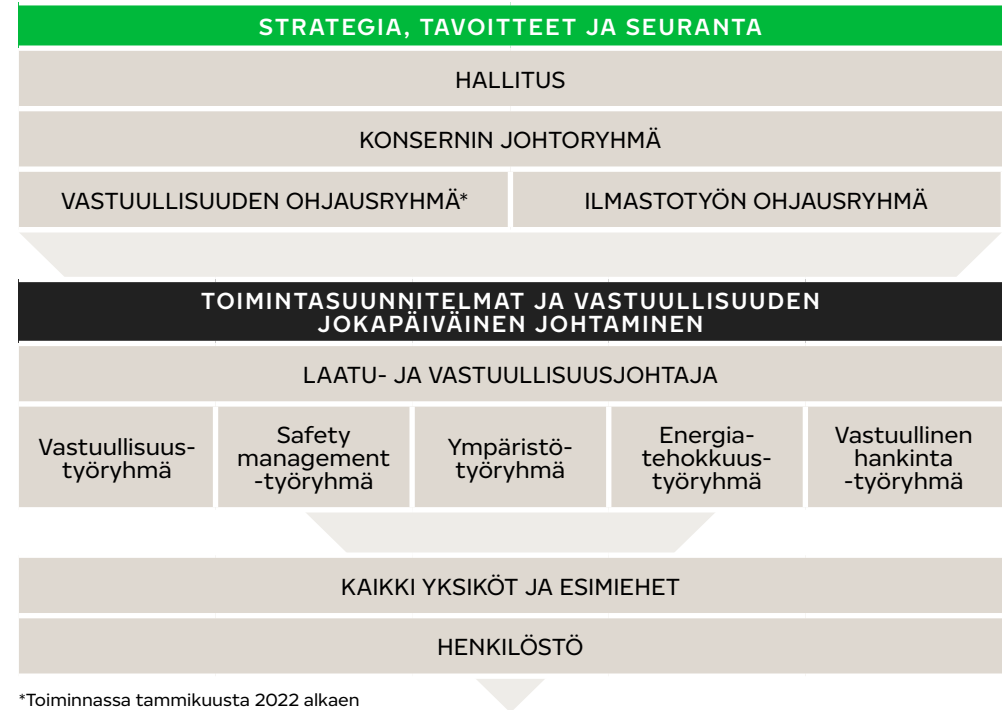 STRATEGIA, TAVOITTEET JA SEURANTA
HALLITUS
KONSERNIN JOHTORYHMÄ
VASTUULLISUUDEN OHJAUSRYHMÄ*
ILMASTOTYÖN OHJAUSRYHMÄ
TOIMINTASUUNNITELMAT JA VASTUULLISUUDEN
JOKAPÄIVÄINEN JOHTAMINEN
LAATU- JA VASTUULLISUUSJOHTAJA
Vastuullisuus-
työryhmä
Safety
management
-työryhmä
Ympäristö-
työryhmä
Energia-
tehokkuus-
työryhmä
Vastuullinen
hankinta
-työryhmä
KAIKKI YKSIKÖT JA ESIMIEHET
HENKILÖSTÖ
*Toiminnassa tammikuusta 2022 alkaen